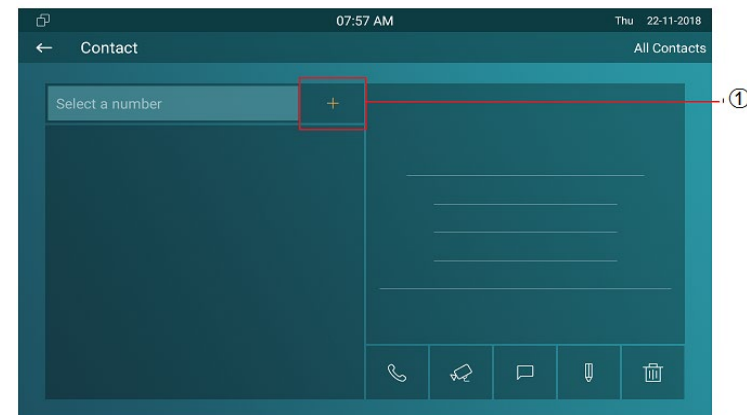 07:57 AM
Thu 22-11-2018
← Contact
All Contacts
Select a number
+
①